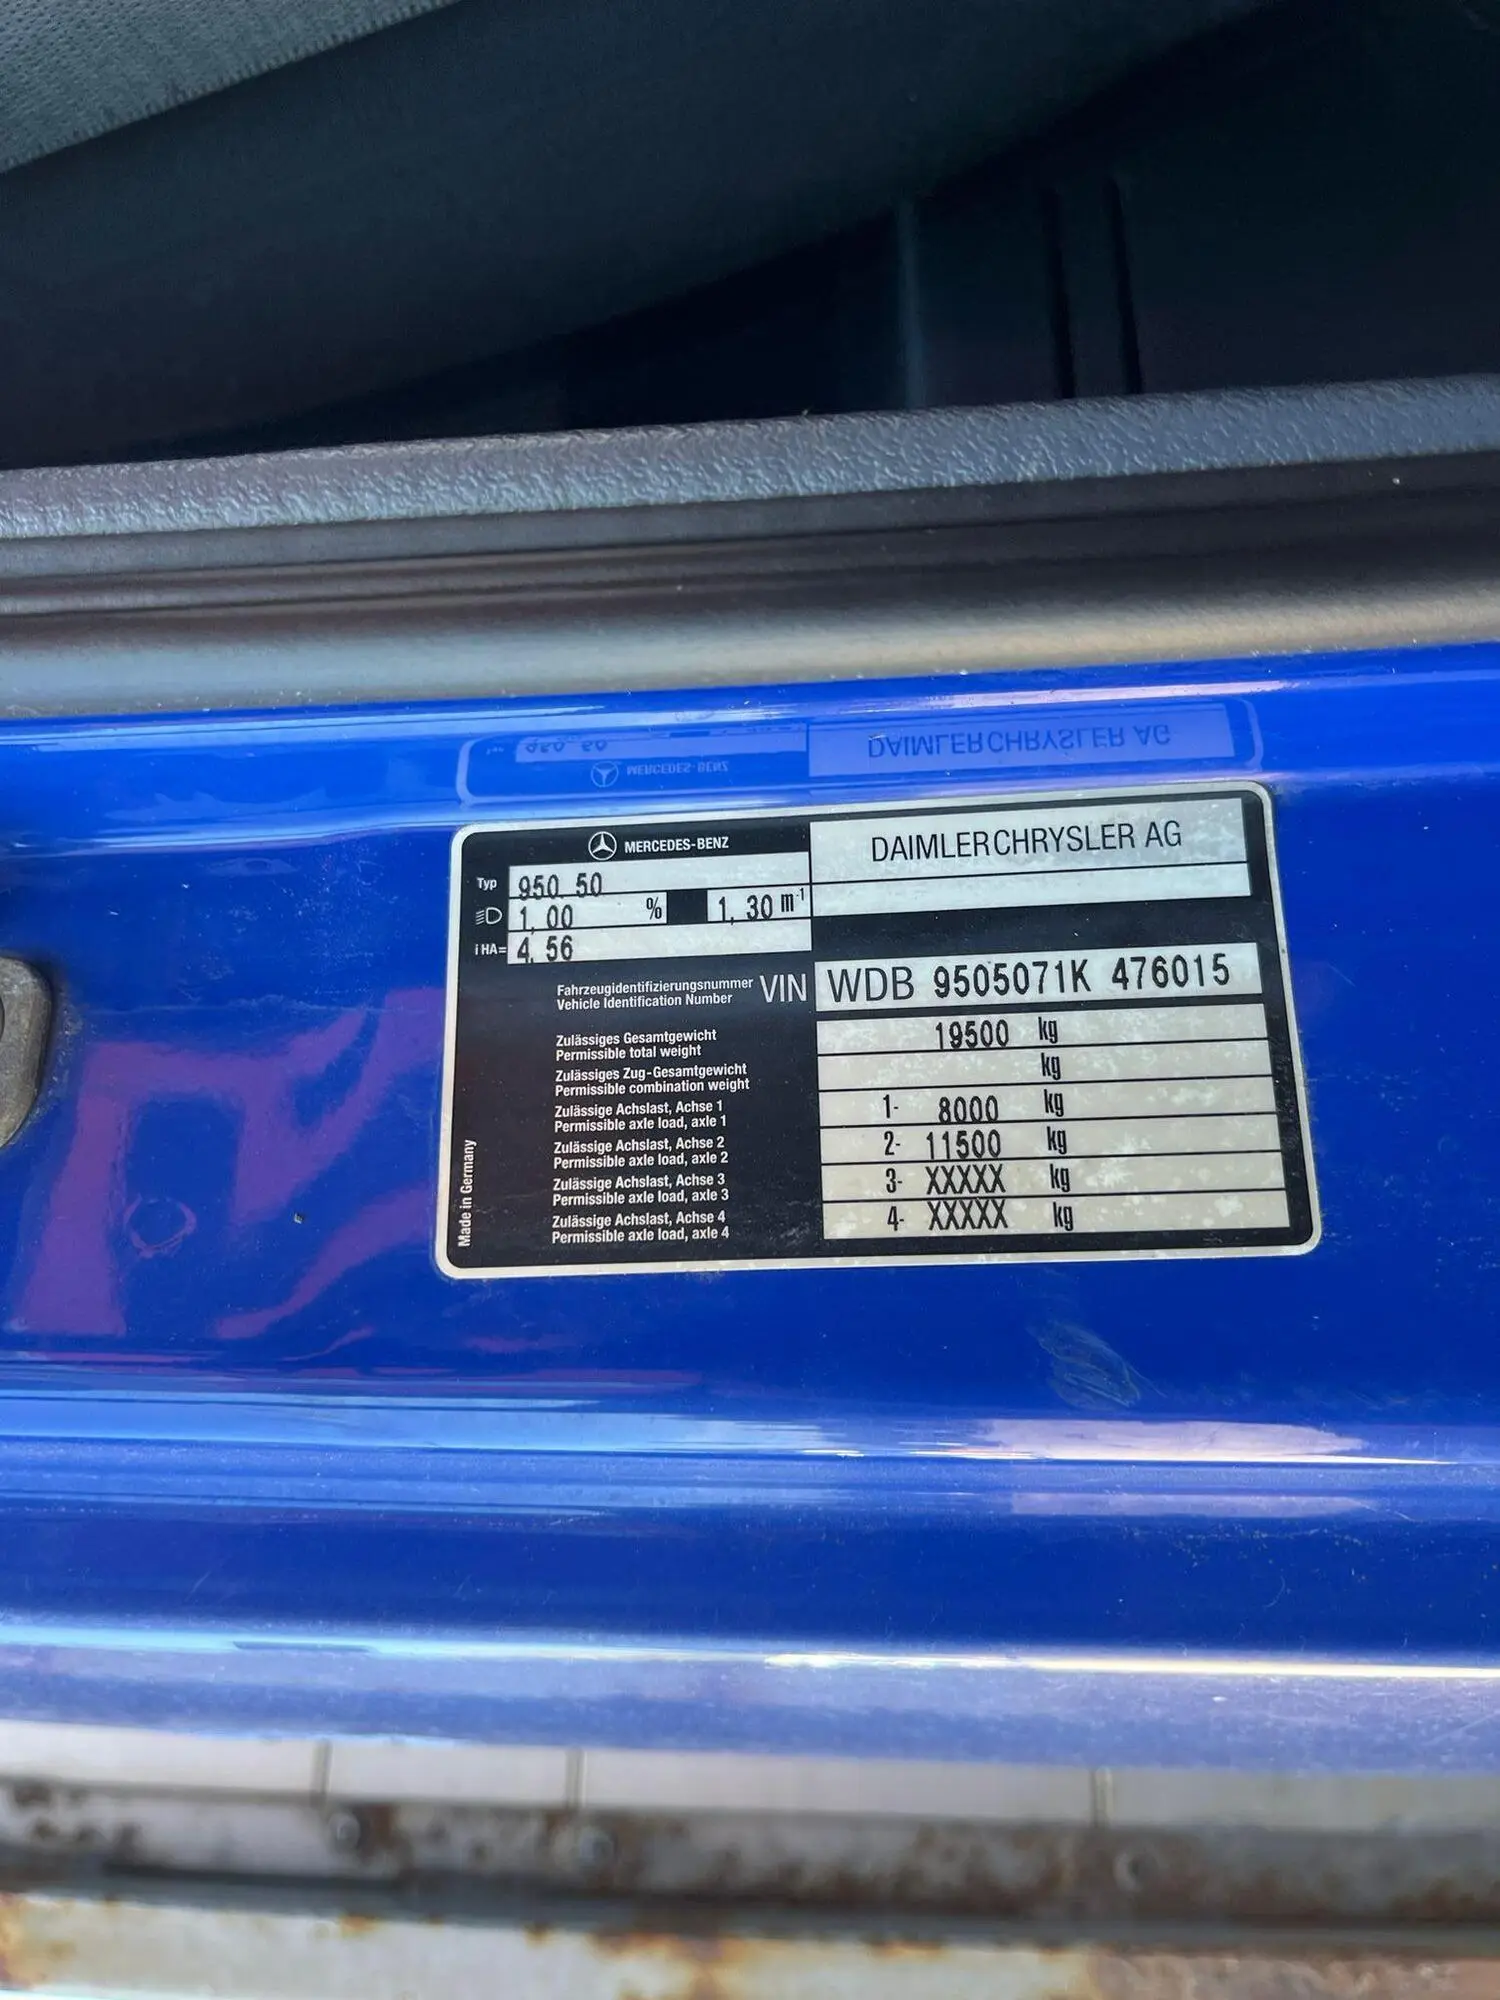 MERCEDES-BENZ
DAIMLERCHRYSLER AG
Typ 950 50
1, 00 % 1, 30 m⁻¹
iHA= 4, 56
Fahrzeugidentifizierungsnummer
Vehicle Identification Number
VIN WDB 9505071K 476015
Zulässiges Gesamtgewicht
Permissible total weight
19500 kg
Zulässiges Zug-Gesamtgewicht
Permissible combination weight
kg
Zulässige Achslast, Achse 1
Permissible axle load, axle 1
1- 8000 kg
Zulässige Achslast, Achse 2
Permissible axle load, axle 2
2- 11500 kg
Zulässige Achslast, Achse 3
Permissible axle load, axle 3
3- XXXXX kg
Zulässige Achslast, Achse 4
Permissible axle load, axle 4
4- XXXXX kg
Made in Germany